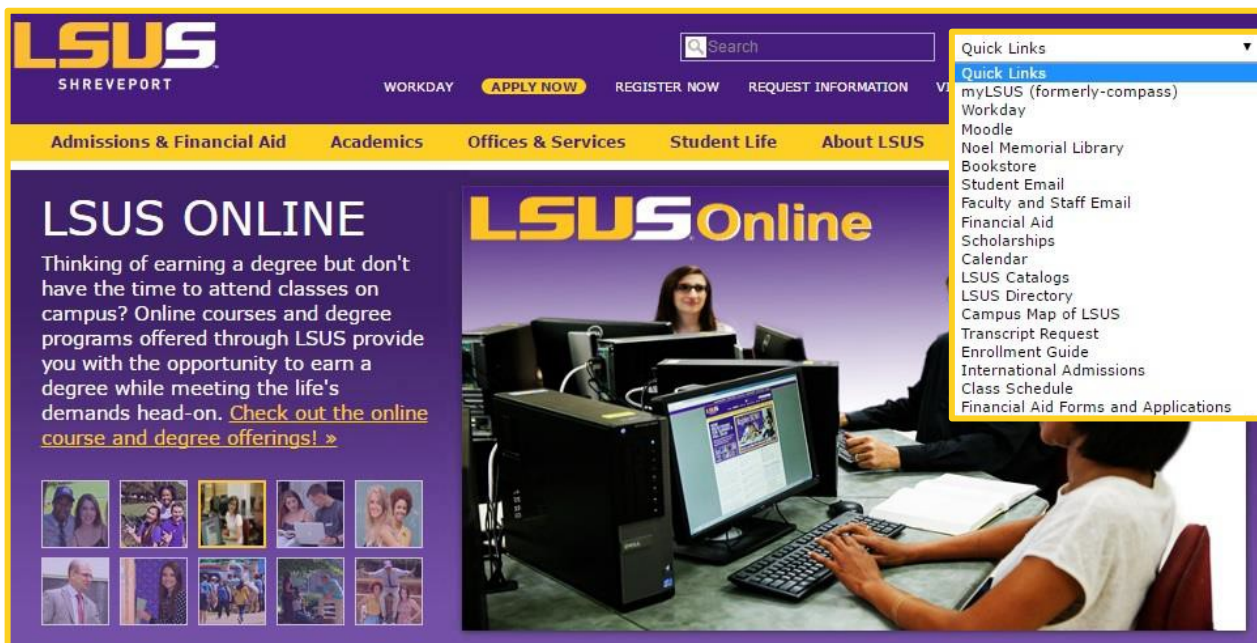 LSUS
SHREVEPORT
Search
Quick Links
WORKDAY APPLY NOW REGISTER NOW REQUEST INFORMATION
Admissions & Financial Aid Academics Offices & Services Student Life About LSUS
Quick Links
myLSUS (formerly-compass)
Workday
Moodle
Noel Memorial Library
Bookstore
Student Email
Faculty and Staff Email
Financial Aid
Scholarships
Calendar
LSUS Catalogs
LSUS Directory
Campus Map of LSUS
Transcript Request
Enrollment Guide
International Admissions
Class Schedule
Financial Aid Forms and Applications
LSUS ONLINE
Thinking of earning a degree but don't
have the time to attend classes on
campus? Online courses and degree
programs offered through LSUS provide
you with the opportunity to earn a
degree while meeting the life's
demands head-on. Check out the online
course and degree offerings! »
LSUS Online